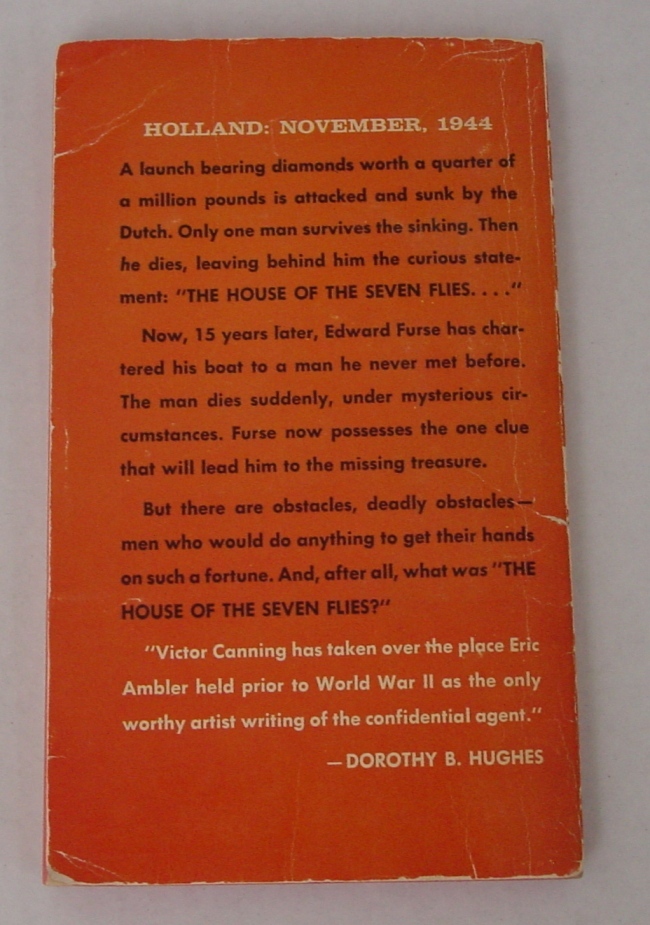 HOLLAND: NOVEMBER, 1944
A launch bearing diamonds worth a quarter of
a million pounds is attacked and sunk by the
Dutch. Only one man survives the sinking. Then
he dies, leaving behind him the curious state-
ment: "THE HOUSE OF THE SEVEN FLIES. . . ."
Now, 15 years later, Edward Furse has char-
tered his boat to a man he never met before.
The man dies suddenly, under mysterious cir-
cumstances. Furse now possesses the one clue
that will lead him to the missing treasure.
But there are obstacles, deadly obstacles—
men who would do anything to get their hands
on such a fortune. And, after all, what was "THE
HOUSE OF THE SEVEN FLIES?"
"Victor Canning has taken over the place Eric
Ambler held prior to World War II as the only
worthy artist writing of the confidential agent."
—DOROTHY B. HUGHES